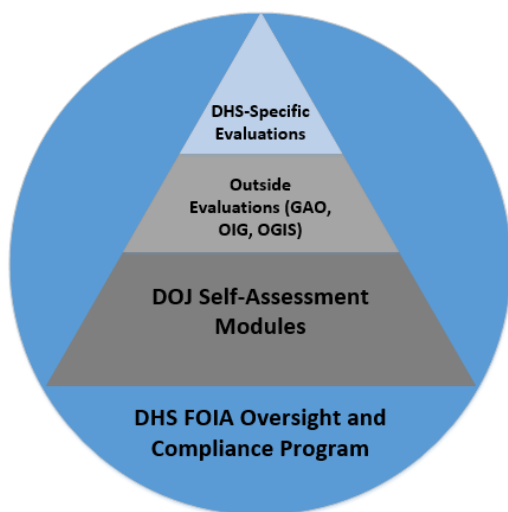 DHS-Specific
Evaluations
Outside
Evaluations (GAO,
OIG, OGIS)
DOJ Self-Assessment
Modules
DHS FOIA Oversight and
Compliance Program